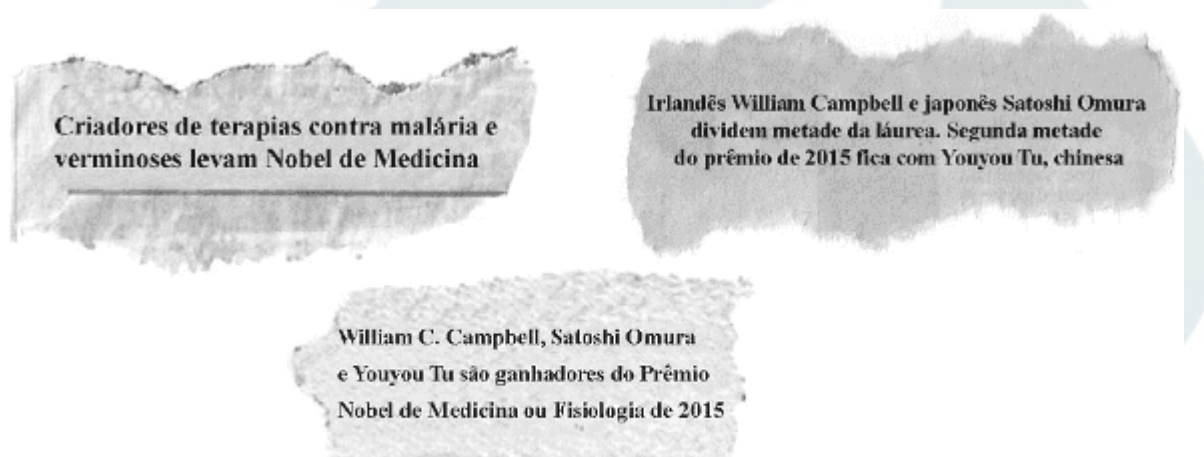 Criadores de terapias contra malária e
verminoses levam Nobel de Medicina
Irlandês William Campbell e japonês Satoshi Omura
dividem metade da láurea. Segunda metade
do prêmio de 2015 fica com Youyou Tu, chinesa
William C. Campbell, Satoshi Omura
e Youyou Tu são ganhadores do Prêmio
Nobel de Medicina ou Fisiologia de 2015